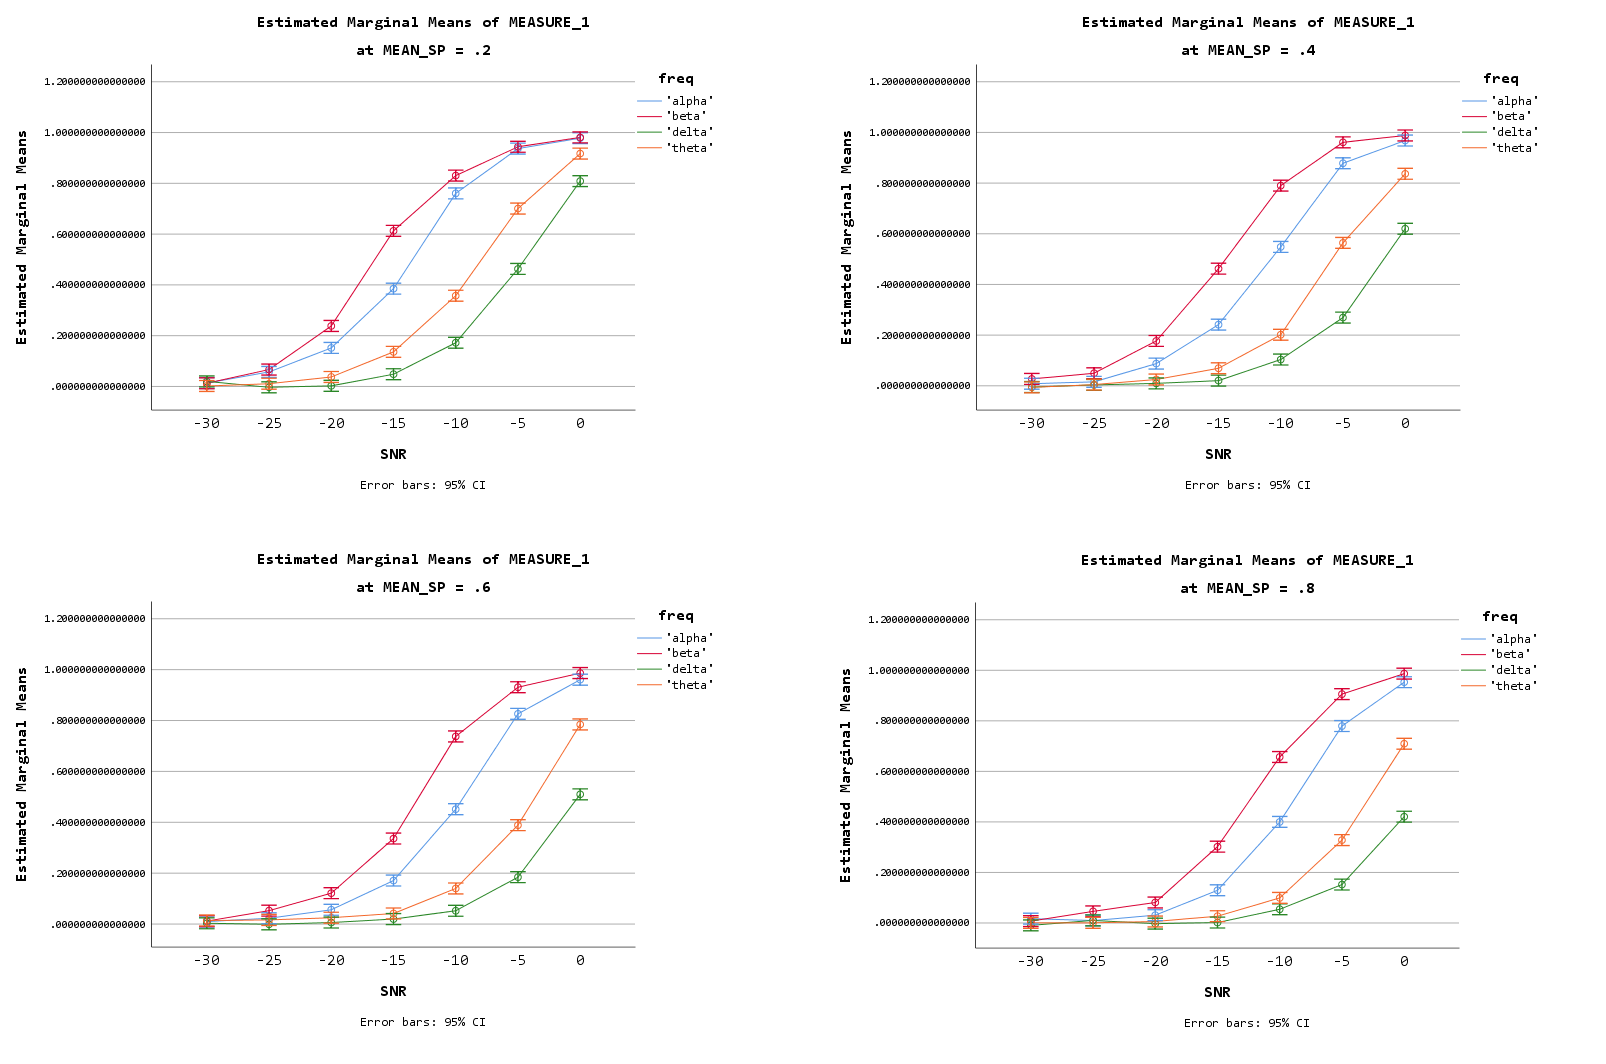 Estimated Marginal Means of MEASURE_1
at MEAN_SP = .2
Estimated Marginal Means
1.200000000000000
1.000000000000000
.800000000000000
.600000000000000
.400000000000000
.200000000000000
.000000000000000
-30 -25 -20 -15 -10 -5 0
SNR
Error bars: 95% CI
freq
'alpha'
'beta'
'delta'
'theta'
Estimated Marginal Means of MEASURE_1
at MEAN_SP = .4
Estimated Marginal Means
1.200000000000000
1.000000000000000
.800000000000000
.600000000000000
.400000000000000
.200000000000000
.000000000000000
-30 -25 -20 -15 -10 -5 0
SNR
Error bars: 95% CI
freq
'alpha'
'beta'
'delta'
'theta'
Estimated Marginal Means of MEASURE_1
at MEAN_SP = .6
Estimated Marginal Means
1.200000000000000
1.000000000000000
.800000000000000
.600000000000000
.400000000000000
.200000000000000
.000000000000000
-30 -25 -20 -15 -10 -5 0
SNR
Error bars: 95% CI
freq
'alpha'
'beta'
'delta'
'theta'
Estimated Marginal Means of MEASURE_1
at MEAN_SP = .8
Estimated Marginal Means
1.200000000000000
1.000000000000000
.800000000000000
.600000000000000
.400000000000000
.200000000000000
.000000000000000
-30 -25 -20 -15 -10 -5 0
SNR
Error bars: 95% CI
freq
'alpha'
'beta'
'delta'
'theta'